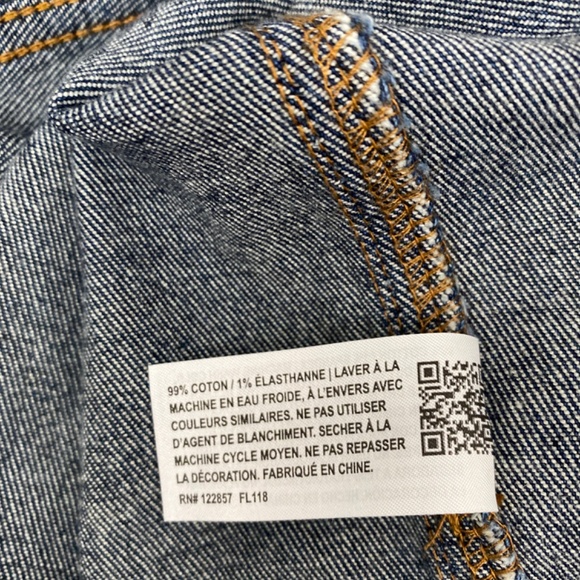 99% COTON / 1% ÉLASTHANNE | LAVER À LA
MACHINE EN EAU FROIDE, À L'ENVERS AVEC
COULEURS SIMILAIRES. NE PAS UTILISER
D'AGENT DE BLANCHIMENT. SECHER À LA
MACHINE CYCLE MOYEN. NE PAS REPASSER
LA DÉCORATION. FABRIQUÉ EN CHINE.
RN# 122857 FL118